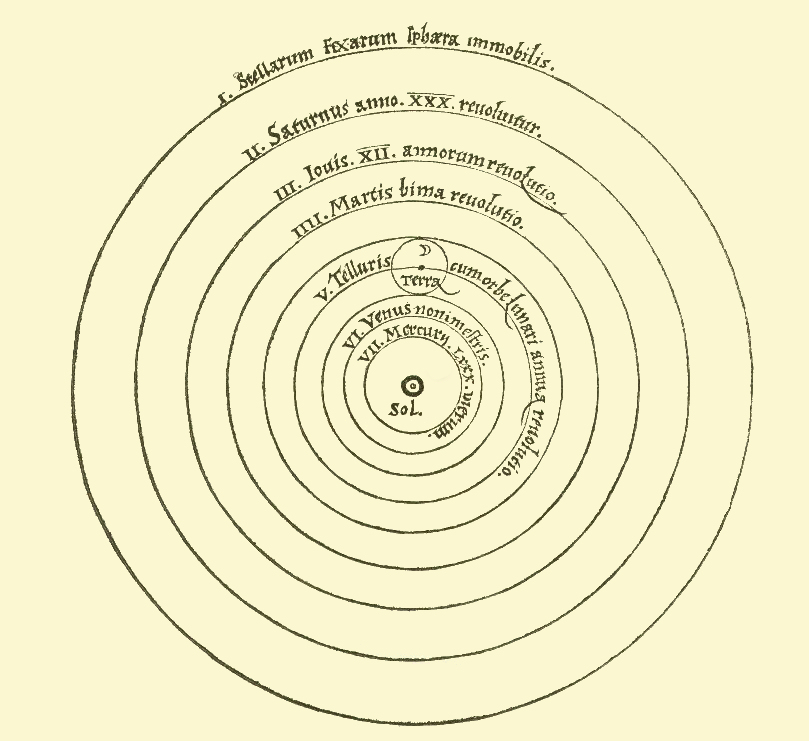 I. Stellarum Fixarum sphæra immobilis.
II. Saturnus anno. XXX. reuoluitur.
III. Iouis. XII. annorum reuolutio.
IIII. Martis bima reuolutio.
V. Telluris cum orbe lunari annua reuolutio.
Terra
VI. Venus nonimestris.
VII. Mercurij. LXXX. dierum.
Sol.